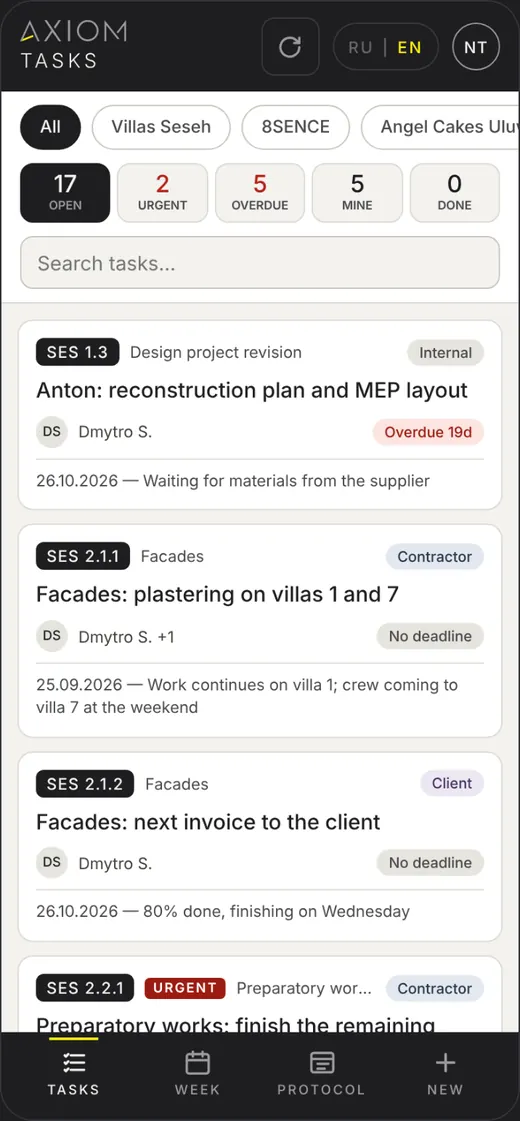 AXIOM
TASKS
RU | EN
NT
All
Villas Seseh
8SENCE
Angel Cakes Ulu
17
OPEN
2
URGENT
5
OVERDUE
5
MINE
0
DONE
Search tasks...
SES 1.3 Design project revision Internal
Anton: reconstruction plan and MEP layout
DS Dmytro S. Overdue 19d
26.10.2026 — Waiting for materials from the supplier
SES 2.1.1 Facades Contractor
Facades: plastering on villas 1 and 7
DS Dmytro S. +1 No deadline
25.09.2026 — Work continues on villa 1; crew coming to
villa 7 at the weekend
SES 2.1.2 Facades Client
Facades: next invoice to the client
DS Dmytro S. No deadline
26.10.2026 — 80% done, finishing on Wednesday
SES 2.2.1 URGENT Preparatory wor... Contractor
Preparatory works: finish the remaining
TASKS
WEEK
PROTOCOL
NEW